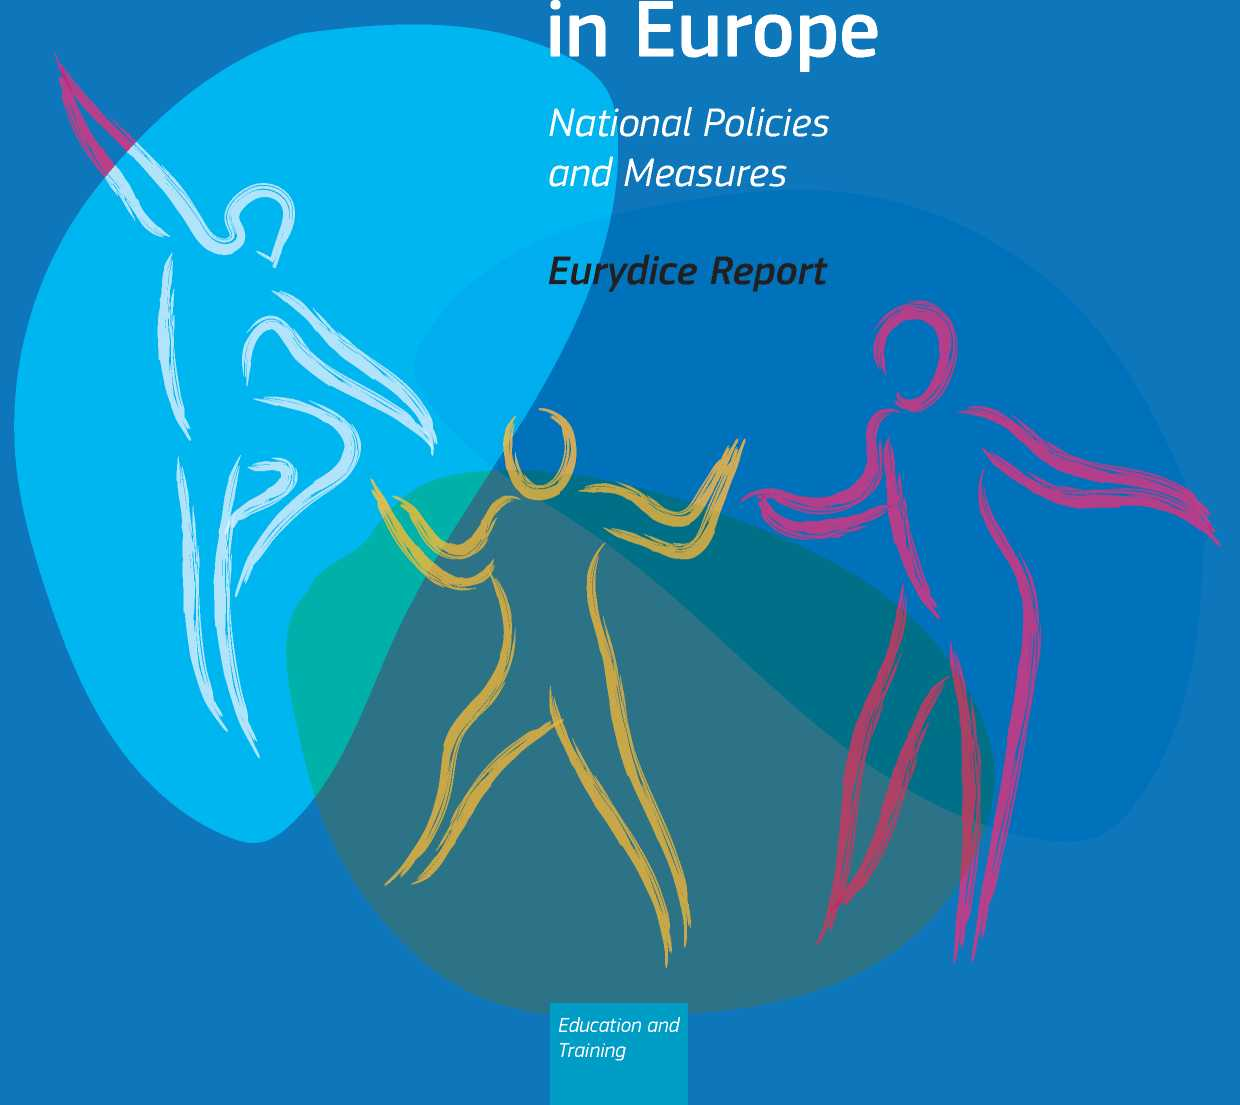 in Europe
National Policies
and Measures
Eurydice Report
Education and
Training